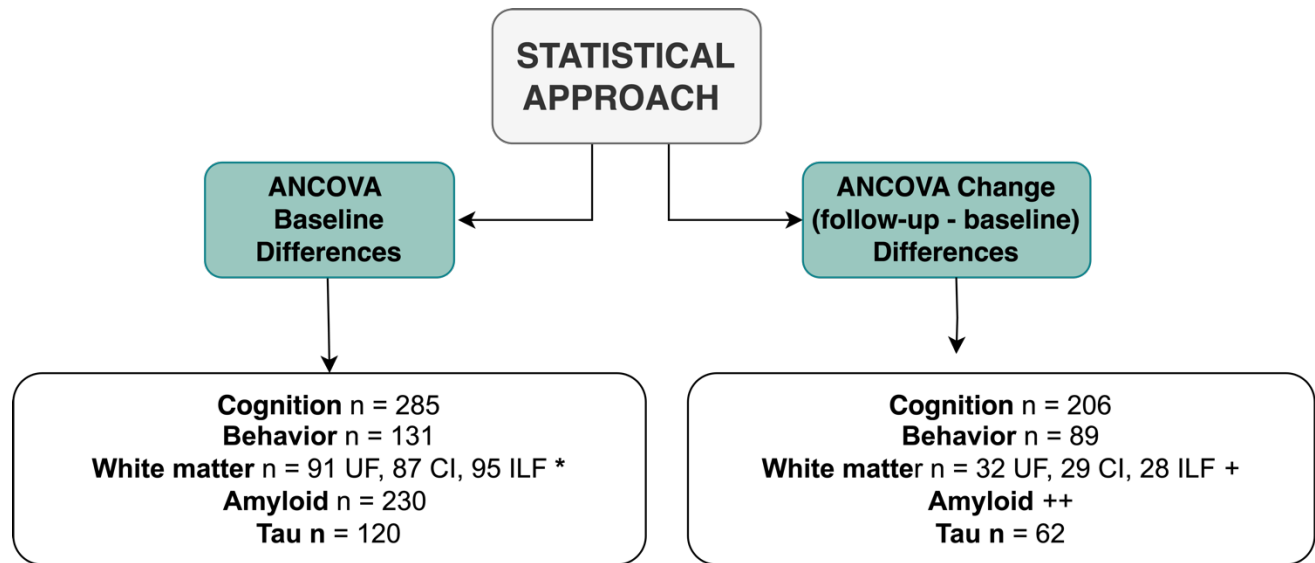 STATISTICAL
APPROACH
ANCOVA
Baseline
Differences
ANCOVA Change
(follow-up - baseline)
Differences
Cognition n = 285
Behavior n = 131
White matter n = 91 UF, 87 CI, 95 ILF *
Amyloid n = 230
Tau n = 120
Cognition n = 206
Behavior n = 89
White matter n = 32 UF, 29 CI, 28 ILF +
Amyloid ++
Tau n = 62